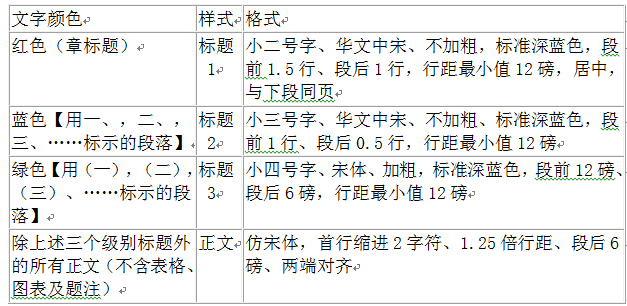 文字颜色 样式 格式
红色（章标题） 标题1 小二号字、华文中宋、不加粗，标准深蓝色，段
前1.5行、段后1行，行距最小值12磅，居中，
与下段同页
蓝色【用一、，二、，
三、……标示的段落】 标题2 小三号字、华文中宋、不加粗、标准深蓝色，段
前1行、段后0.5行，行距最小值12磅
绿色【用（一），（二），
（三）、……标示的段
落】 标题3 小四号字、宋体、加粗，标准深蓝色，段前12磅、
段后6磅，行距最小值12磅
除上述三个级别标题外
的所有正文（不含表格、
图表及题注） 正文 仿宋体，首行缩进2字符、1.25倍行距、段后6
磅、两端对齐